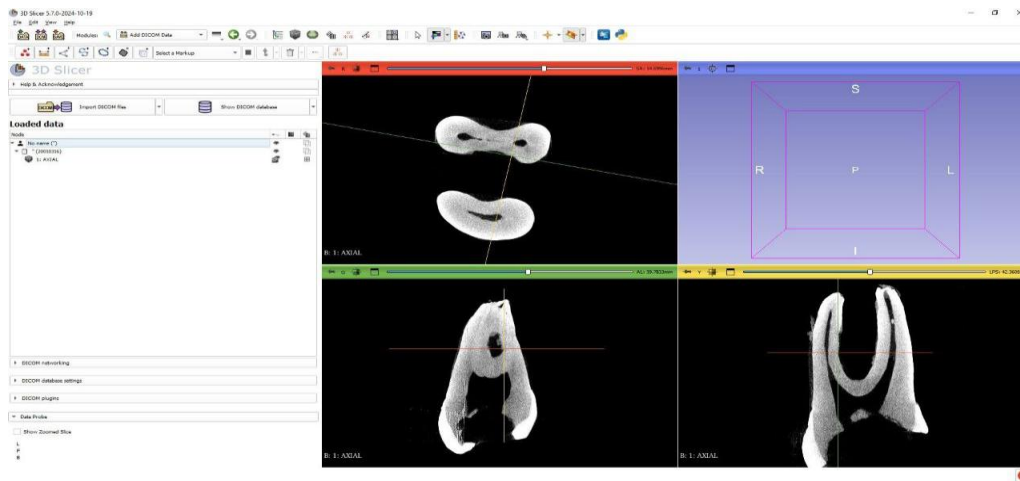 3D Slicer 5.7.0-2024-10-19
File Edit View Help
Modules: Add DICOM Data
Select a Markup
3D Slicer
Help & Acknowledgement
Import DICOM files
Show DICOM database
Loaded data
Node
No name (")
1: AXIAL
DICOM networking
DICOM database settings
DICOM plugins
Data Probe
Show Zoomed Slice
L
F
B
R
B: 1: AXIAL
1
S
R
P
L
I
G
B: 1: AXIAL
Y
B: 1: AXIAL